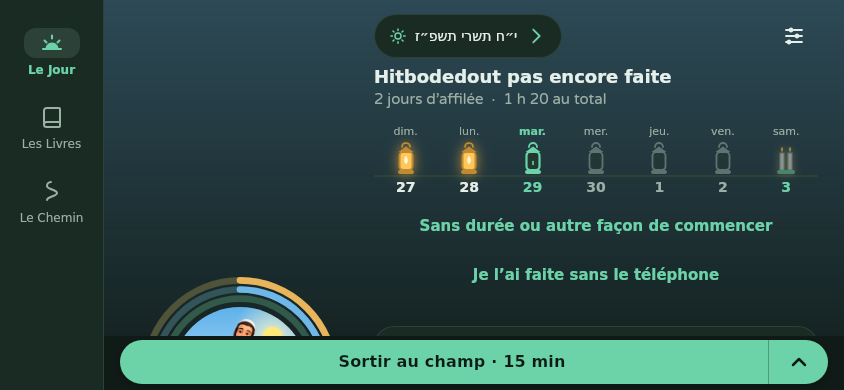 Le Jour
Les Livres
Le Chemin
י״ח תשרי תשפ״ז
Hitbodedout pas encore faite
2 jours d’affilée · 1 h 20 au total
dim. lun. mar. mer. jeu. ven. sam.
27 28 29 30 1 2 3
Sans durée ou autre façon de commencer
Je l’ai faite sans le téléphone
Sortir au champ · 15 min